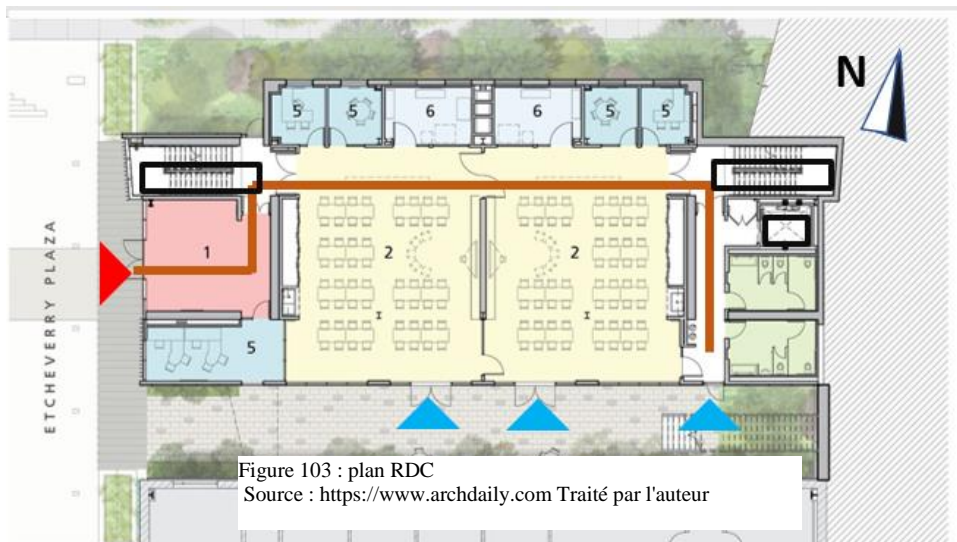 N
5
5
6
6
5
5
1
2
2
5
ETCHEVERRY PLAZA
Figure 103 : plan RDC
Source : https://www.archdaily.com Traité par l'auteur